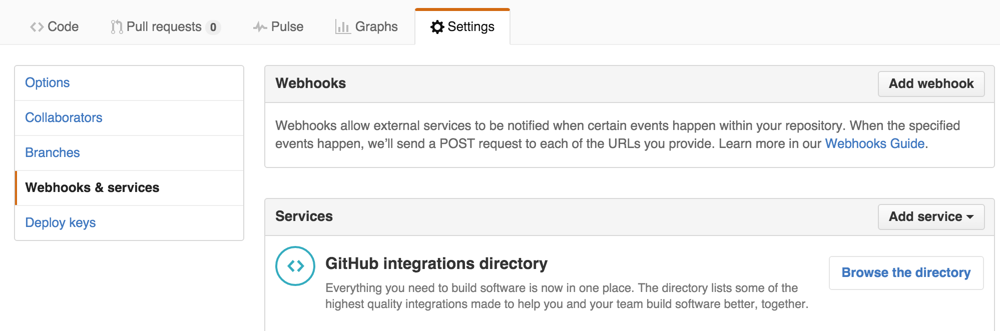 Code Pull requests 0 Pulse Graphs Settings
Options
Collaborators
Branches
Webhooks & services
Deploy keys
Webhooks Add webhook
Webhooks allow external services to be notified when certain events happen within your repository. When the specified
events happen, we’ll send a POST request to each of the URLs you provide. Learn more in our Webhooks Guide.
Services Add service
GitHub integrations directory
Everything you need to build software is now in one place. The directory lists some of the
highest quality integrations made to help you and your team build software better, together.
Browse the directory